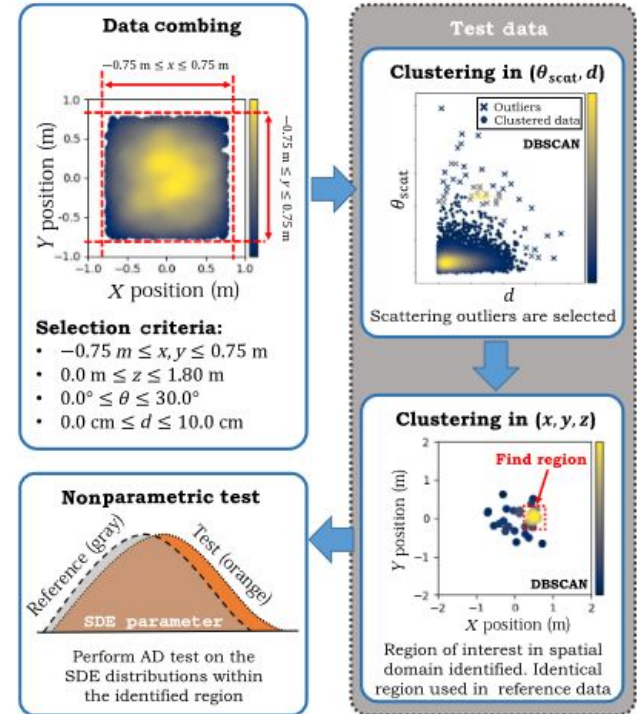 Data combing
−0.75 m ≤ x ≤ 0.75 m
1.0
0.5
0.0
-0.5
-1.0
Y position (m)
−0.75 m ≤ y ≤ 0.75 m
-1.0 -0.5 0.0 0.5 1.0
X position (m)
Selection criteria:
• −0.75 m ≤ x, y ≤ 0.75 m
• 0.0 m ≤ z ≤ 1.80 m
• 0.0° ≤ θ ≤ 30.0°
• 0.0 cm ≤ d ≤ 10.0 cm
Test data
Clustering in (θscat, d)
Outliers
Clustered data
DBSCAN
θscat
d
Scattering outliers are selected
Clustering in (x, y, z)
Find region
2
1
0
−1
−2
Y position (m)
DBSCAN
−2 −1 0 1 2
X position (m)
Region of interest in spatial
domain identified. Identical
region used in reference data
Nonparametric test
Reference (gray)
Test (orange)
SDE parameter
Perform AD test on the
SDE distributions within
the identified region